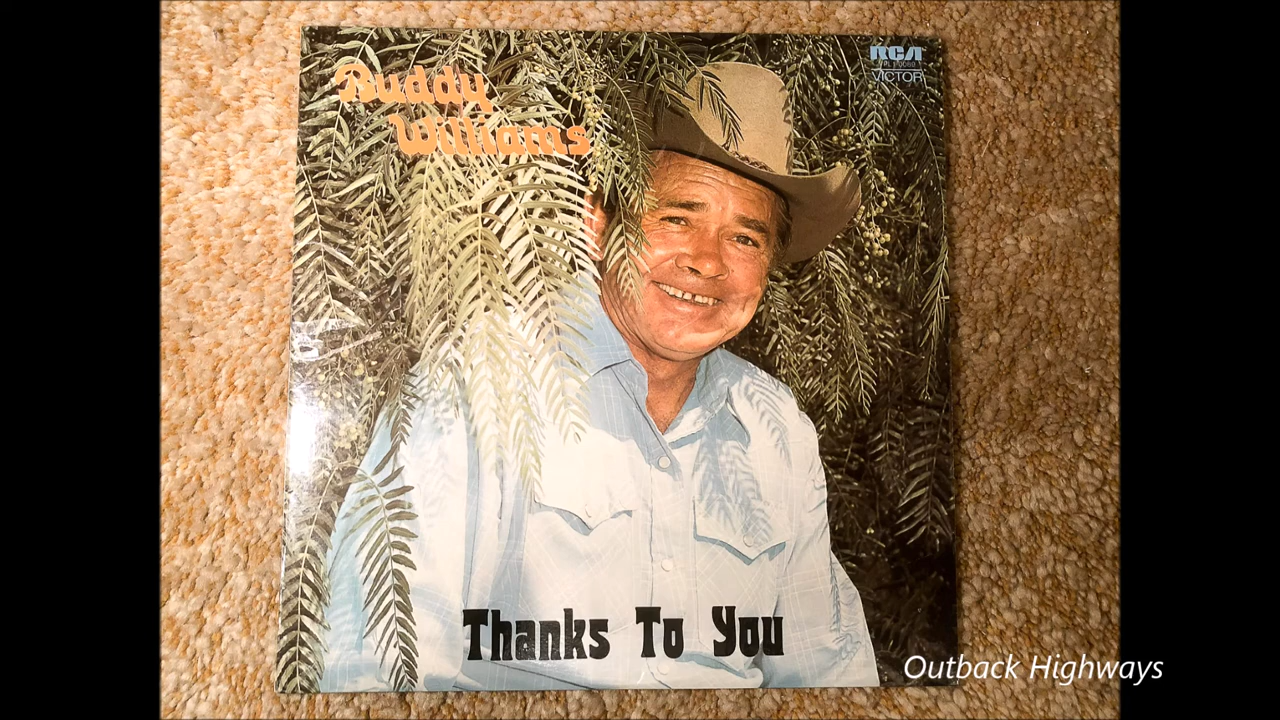 Buddy
Williams
RCA
VICTOR
Thanks To You
Outback Highways